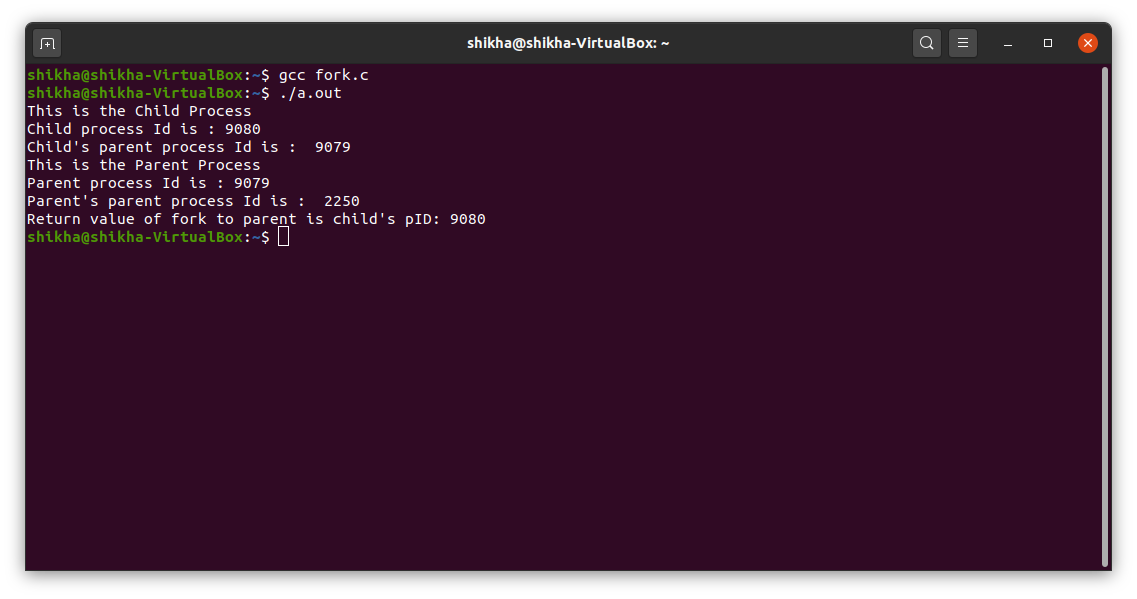 shikha@shikha-VirtualBox: ~
shikha@shikha-VirtualBox:~$ gcc fork.c
shikha@shikha-VirtualBox:~$ ./a.out
This is the Child Process
Child process Id is : 9080
Child's parent process Id is :  9079
This is the Parent Process
Parent process Id is : 9079
Parent's parent process Id is :  2250
Return value of fork to parent is child's pID: 9080
shikha@shikha-VirtualBox:~$